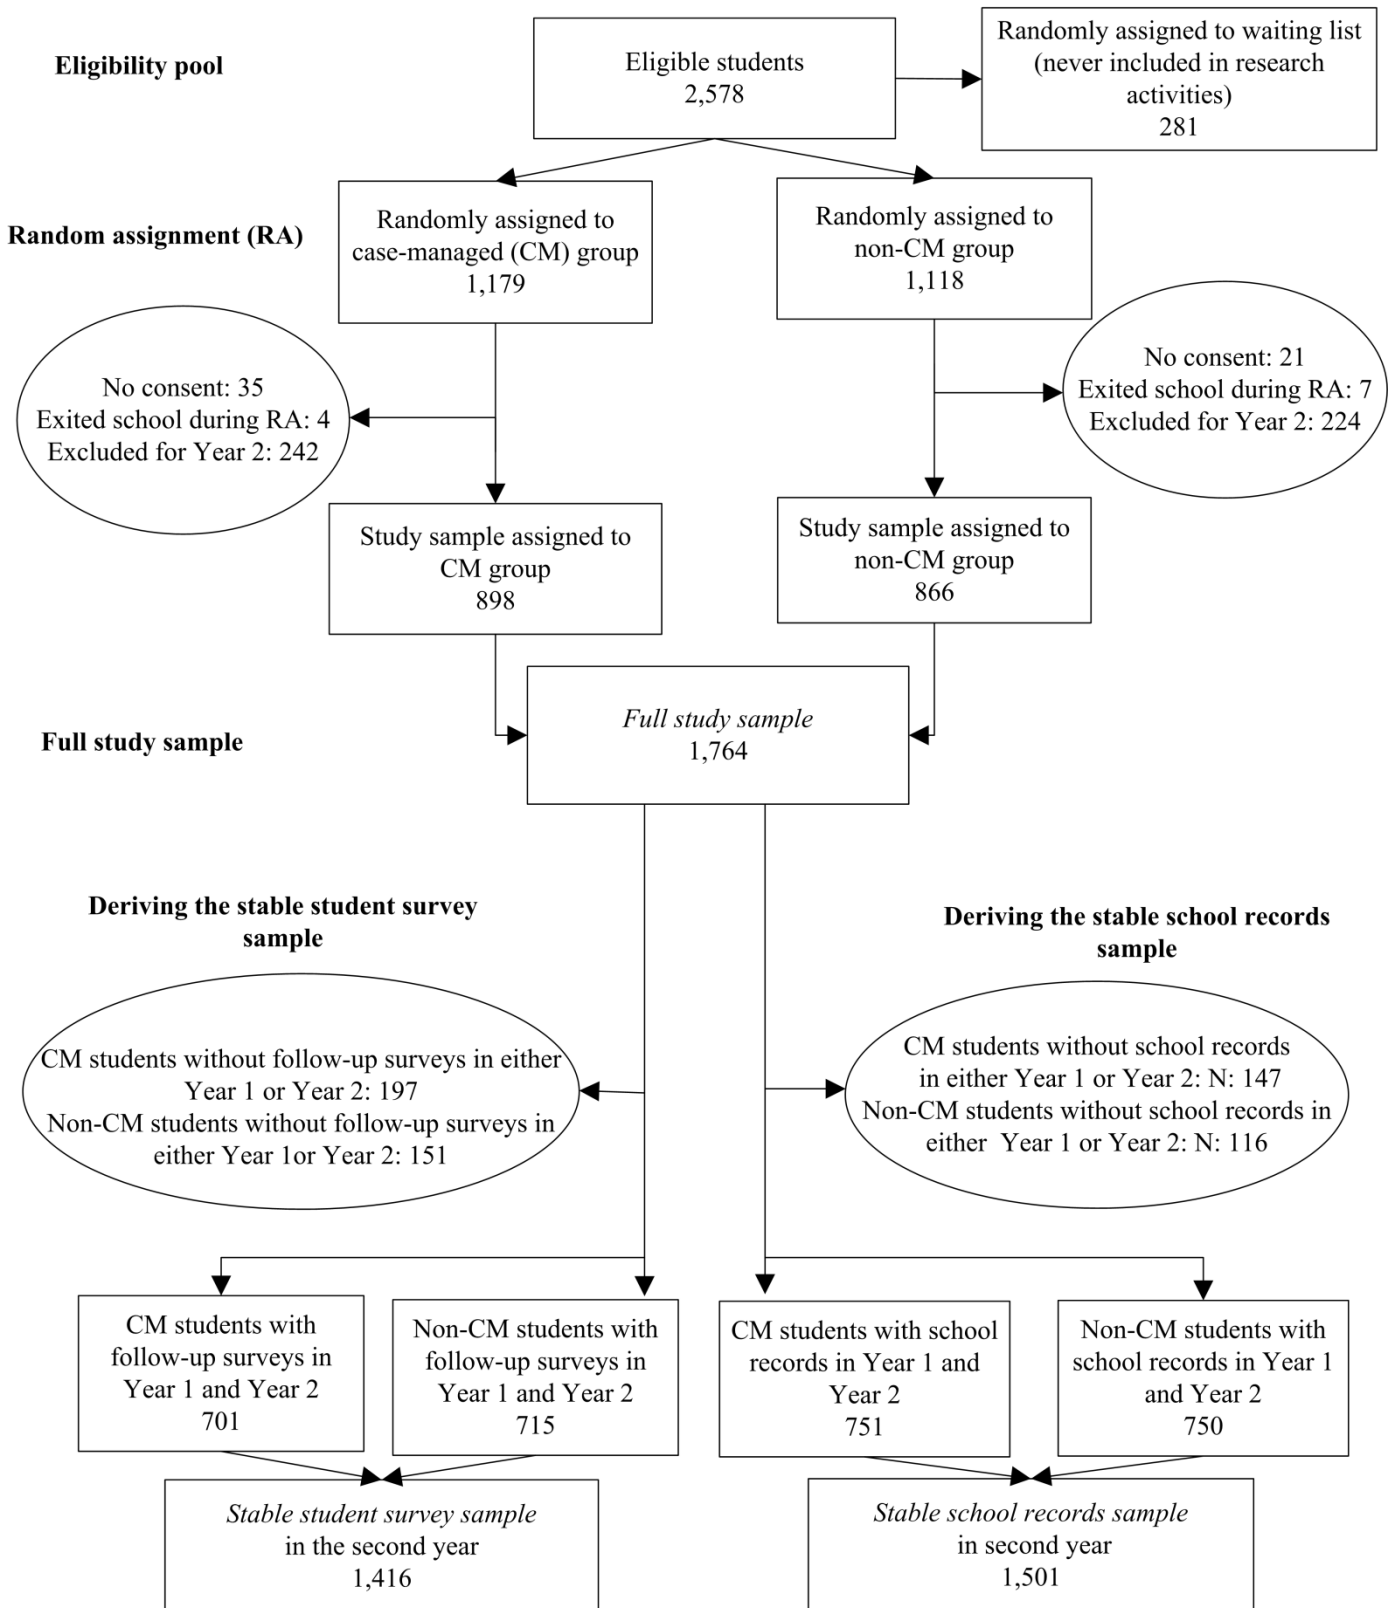 Eligibility pool
Eligible students
2,578
Randomly assigned to waiting list
(never included in research
activities)
281
Random assignment (RA)
Randomly assigned to
case-managed (CM) group
1,179
Randomly assigned to
non-CM group
1,118
No consent: 35
Exited school during RA: 4
Excluded for Year 2: 242
No consent: 21
Exited school during RA: 7
Excluded for Year 2: 224
Study sample assigned to
CM group
898
Study sample assigned to
non-CM group
866
Full study sample
Full study sample
1,764
Deriving the stable student survey
sample
Deriving the stable school records
sample
CM students without follow-up surveys in either
Year 1 or Year 2: 197
Non-CM students without follow-up surveys in
either Year 1or Year 2: 151
CM students without school records
in either Year 1 or Year 2: N: 147
Non-CM students without school records in
either Year 1 or Year 2: N: 116
CM students with
follow-up surveys in
Year 1 and Year 2
701
Non-CM students with
follow-up surveys in
Year 1 and Year 2
715
CM students with school
records in Year 1 and
Year 2
751
Non-CM students with
school records in Year 1
and Year 2
750
Stable student survey sample
in the second year
1,416
Stable school records sample
in second year
1,501